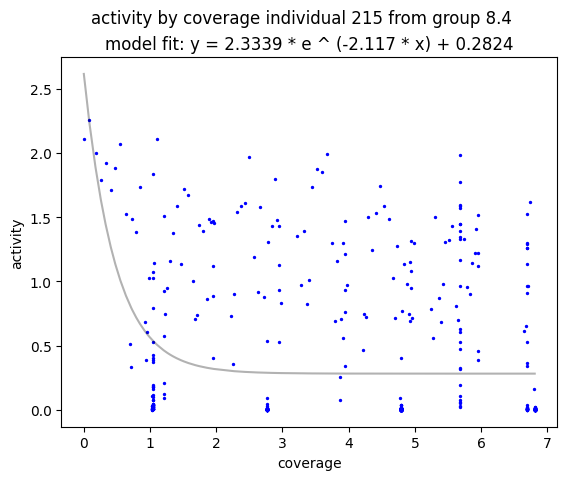 activity by coverage individual 215 from group 8.4
model fit: y = 2.3339 * e ^ (-2.117 * x) + 0.2824
2.5
2.0
1.5
1.0
0.5
0.0
activity
0 1 2 3 4 5 6 7
coverage